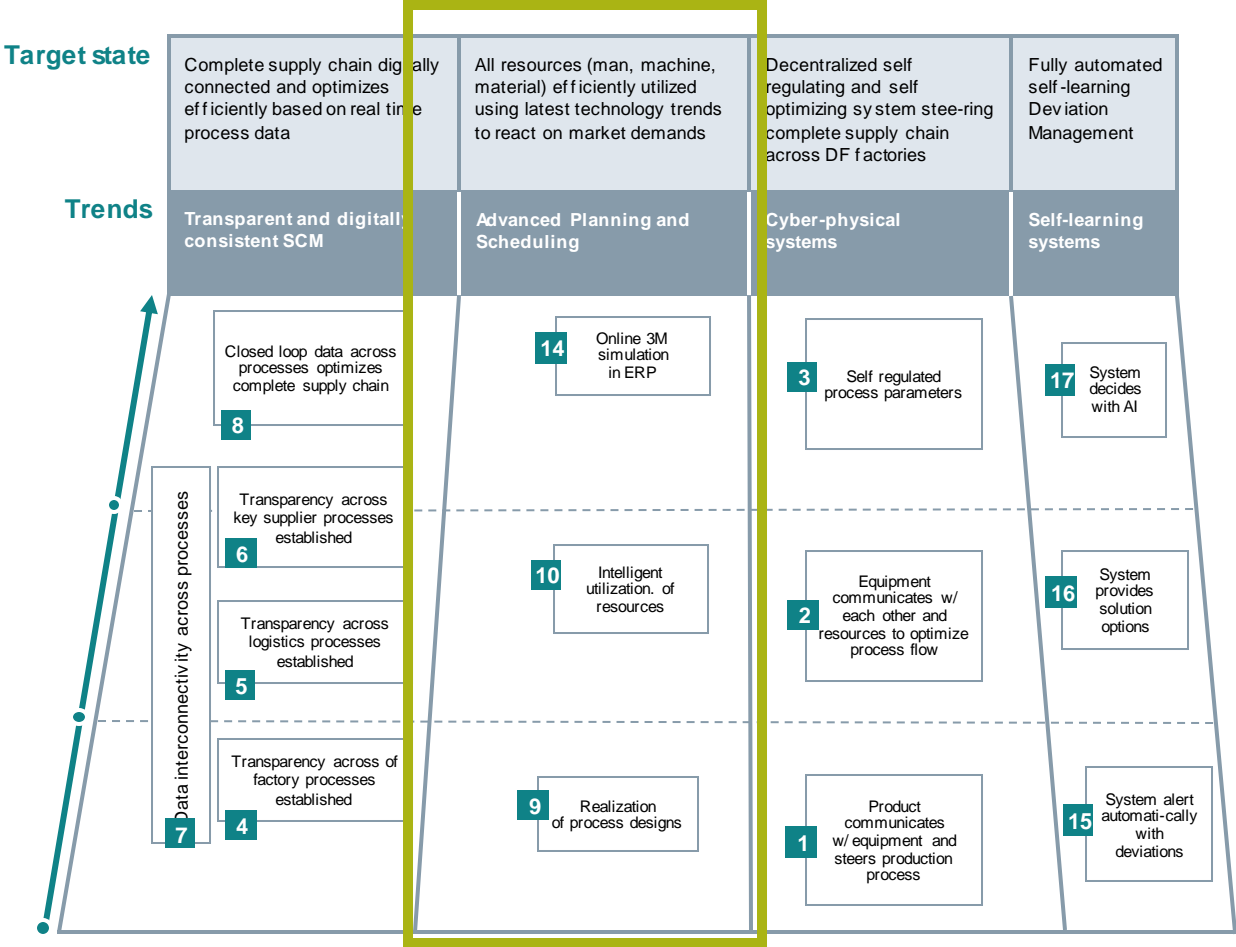 Target state
Complete supply chain digitally
connected and optimizes
efficiently based on real time
process data
All resources (man, machine,
material) efficiently utilized
using latest technology trends
to react on market demands
Decentralized self
regulating and self
optimizing system stee-ring
complete supply chain
across DF factories
Fully automated
self-learning
Deviation
Management
Trends
Transparent and digitally
consistent SCM
Advanced Planning and
Scheduling
Cyber-physical
systems
Self-learning
systems
Closed loop data across
processes optimizes
complete supply chain
8
14
Online 3M
simulation
in ERP
3
Self regulated
process parameters
17
System
decides
with AI
Data interconnectivity across processes
7
Transparency across
key supplier processes
established
6
Transparency across
logistics processes
established
5
10
Intelligent
utilization. of
resources
2
Equipment
communicates w/
each other and
resources to optimize
process flow
16
System
provides
solution
options
Transparency across of
factory processes
established
4
9
Realization
of process designs
1
Product
communicates
w/ equipment and
steers production
process
15
System alert
automati-cally
with
deviations